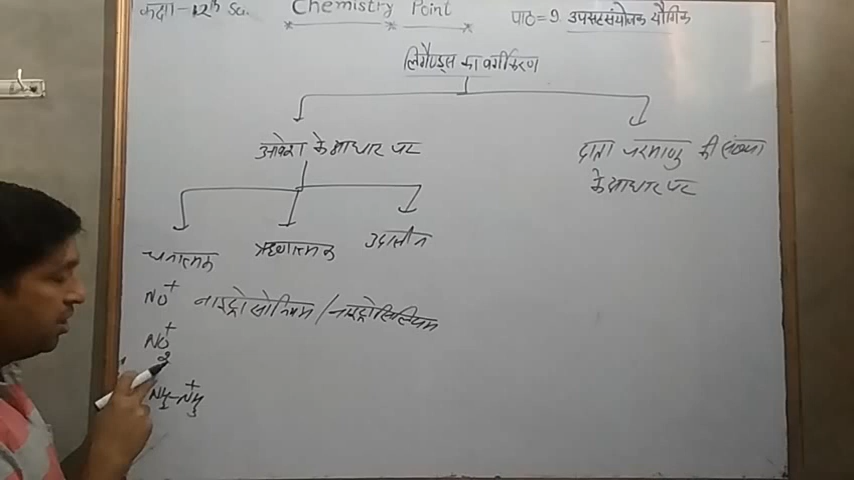 कक्षा - 12th Sc. Chemistry Point पाठ = 9 उपसहसंयोजक यौगिक
लिगैण्ड्स का वर्गीकरण
आवेश के आधार पर
दाता परमाणु की संख्या
के आधार पर
धनात्मक ऋणात्मक उदासीन
NO+ नाइट्रोसोनियम / नाइट्रोसिलियम
NO2+
NH2-NH3+